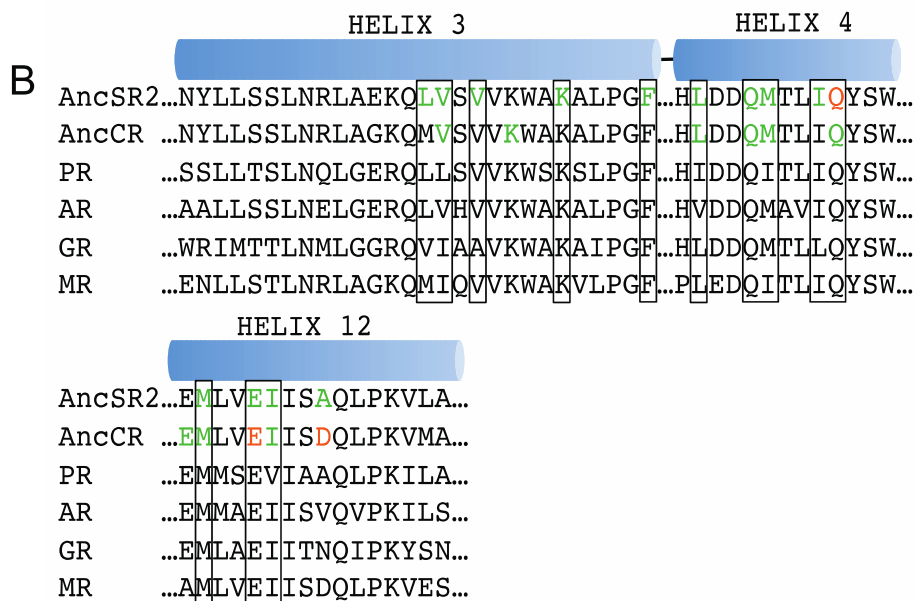 HELIX 3 HELIX 4
B
AncSR2…NYLLSSLNRLAEKQLVSVVKWAKALPGF…HLDDQMTLIQYSW…
AncCR …NYLLSSLNRLAGKQMVSVVKWAKALPGF…HLDDQMTLIQYSW…
PR …SSLLTSLNQLGERQLLSVVKWSKSLPGF…HIDDQITLIQYSW…
AR …AALLSSLNELGERQLVHVVKWAKALPGF…HVDDQMAVIQYSW…
GR …WRIMTTLNMLGGRQVIAAVKWAKAIPGF…HLDDQMTLLQYSW…
MR …ENLLSTLNRLAGKQMIQVVKWAKVLPGF…PLEDQITLIQYSW…
HELIX 12
AncSR2…EMLVEIISAQLPKVLA…
AncCR …EMLVEIISDQLPKVMA…
PR …EMMSEVIAAQLPKILA…
AR …EMMAEIISVQVPKILS…
GR …EMLAEIITNQIPKYSN…
MR …AMLVEIISDQLPKVES…